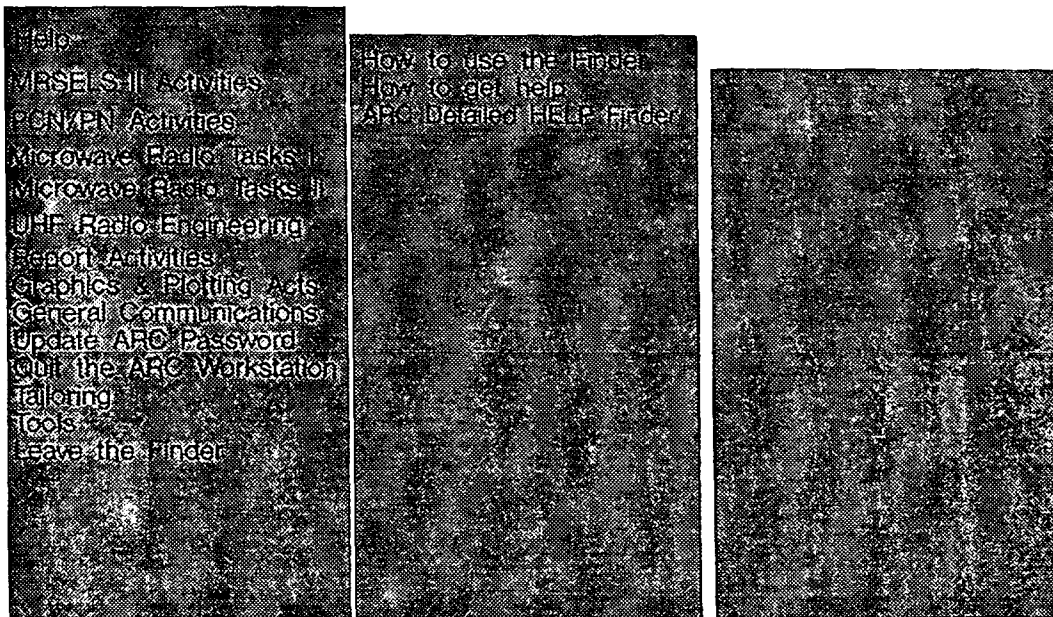 Help
MRSELS II Activities
PCN/PN Activities
Microwave Radio Tasks I
Microwave Radio Tasks II
UHF Radio Engineering
Report Activities
Graphics & Plotting Acts
General Communications
Update ARC Password
Quit the ARC Workstation
Tailoring
Tools
Leave the Finder
How to use the Finder
How to get help
ARC Detailed HELP Finder